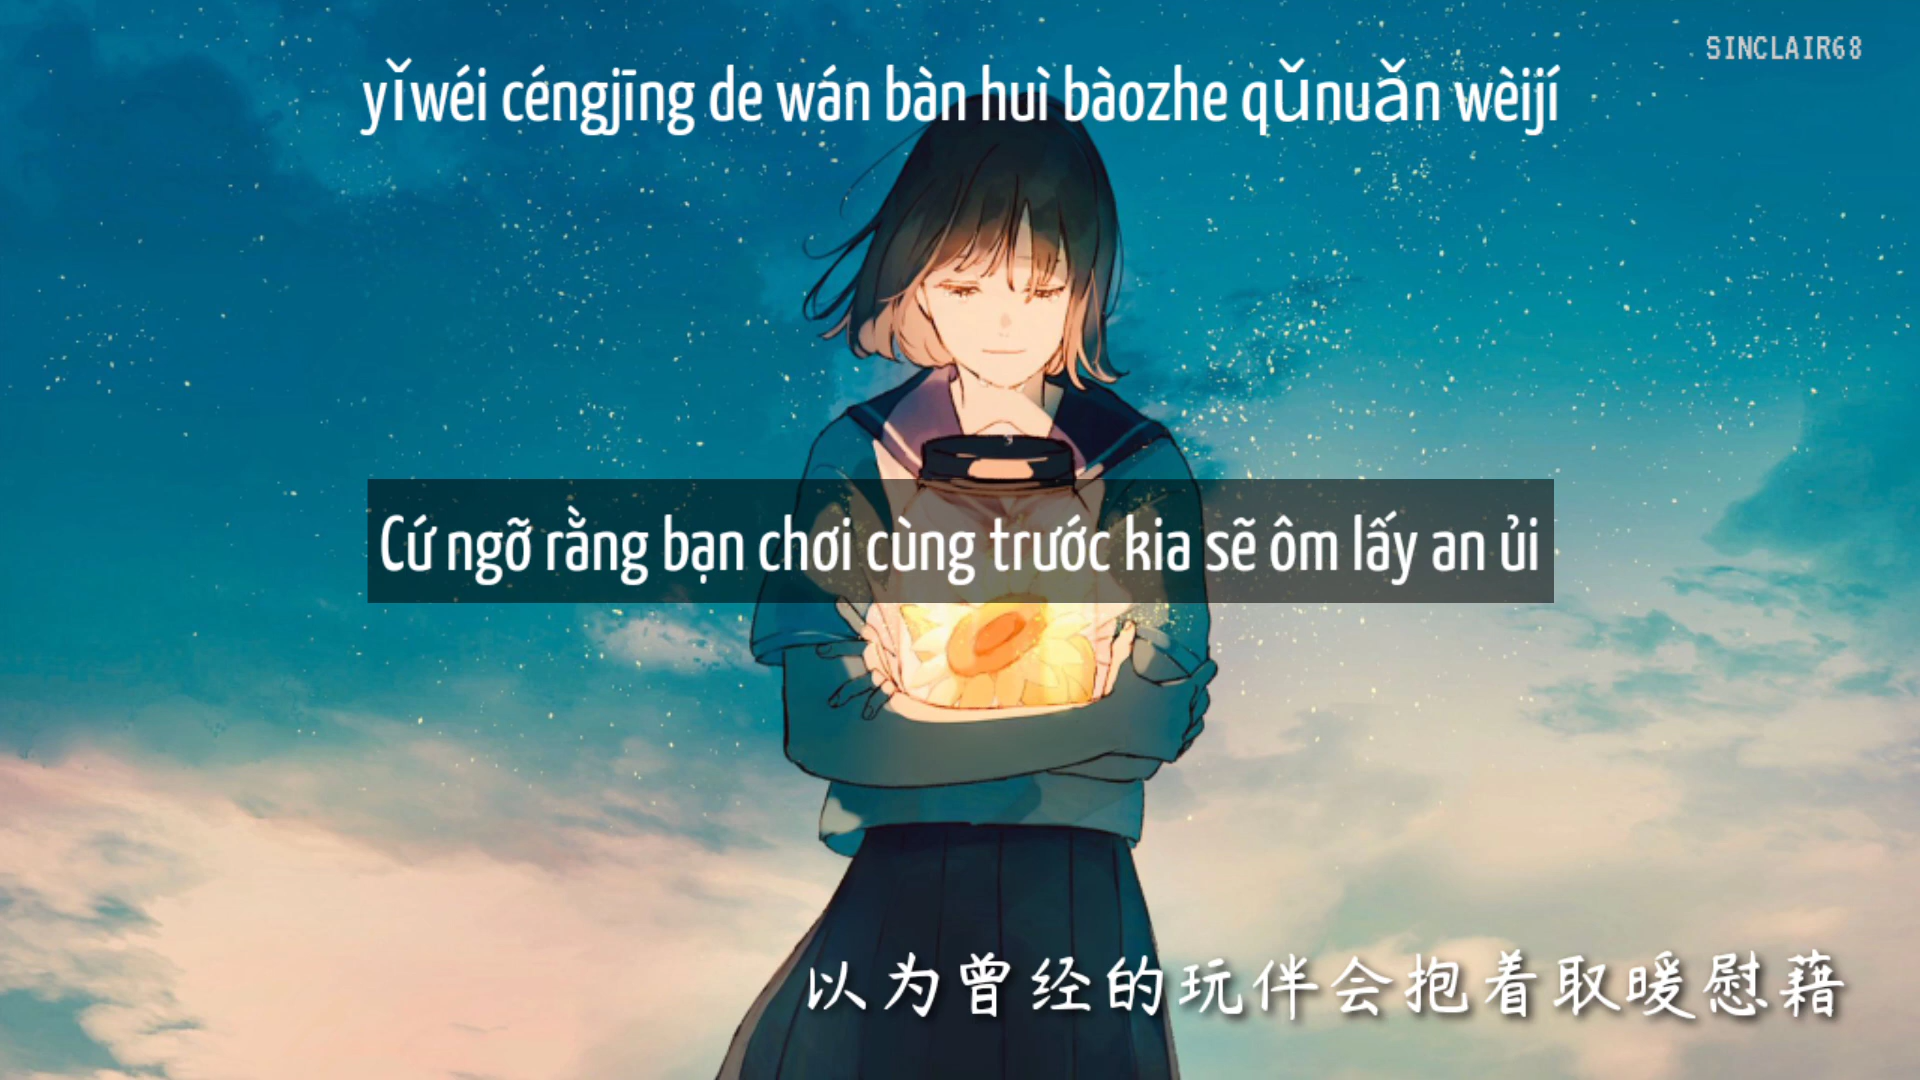 SINCLAIR68
yǐwéi céngjīng de wán bàn huì bàozhe qǔnuǎn wèijí
Cứ ngỡ rằng bạn chơi cùng trước kia sẽ ôm lấy an ủi
以为曾经的玩伴会抱着取暖慰藉